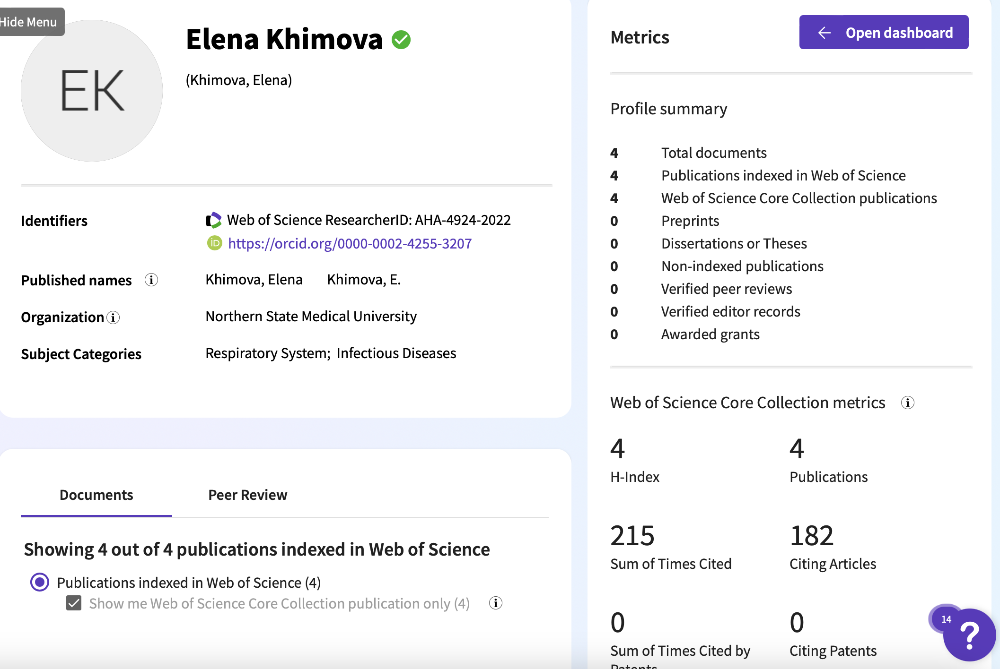 Hide Menu
EK
Elena Khimova
(Khimova, Elena)
Identifiers
Web of Science ResearcherID: AHA-4924-2022
iD https://orcid.org/0000-0002-4255-3207
Published names i Khimova, Elena Khimova, E.
Organization i Northern State Medical University
Subject Categories Respiratory System; Infectious Diseases
Documents Peer Review
Showing 4 out of 4 publications indexed in Web of Science
Publications indexed in Web of Science (4)
Show me Web of Science Core Collection publication only (4) i
Metrics
← Open dashboard
Profile summary
4 Total documents
4 Publications indexed in Web of Science
4 Web of Science Core Collection publications
0 Preprints
0 Dissertations or Theses
0 Non-indexed publications
0 Verified peer reviews
0 Verified editor records
0 Awarded grants
Web of Science Core Collection metrics i
4 4
H-Index Publications
215 182
Sum of Times Cited Citing Articles
0 0
Sum of Times Cited by Citing Patents
Patents
14
?